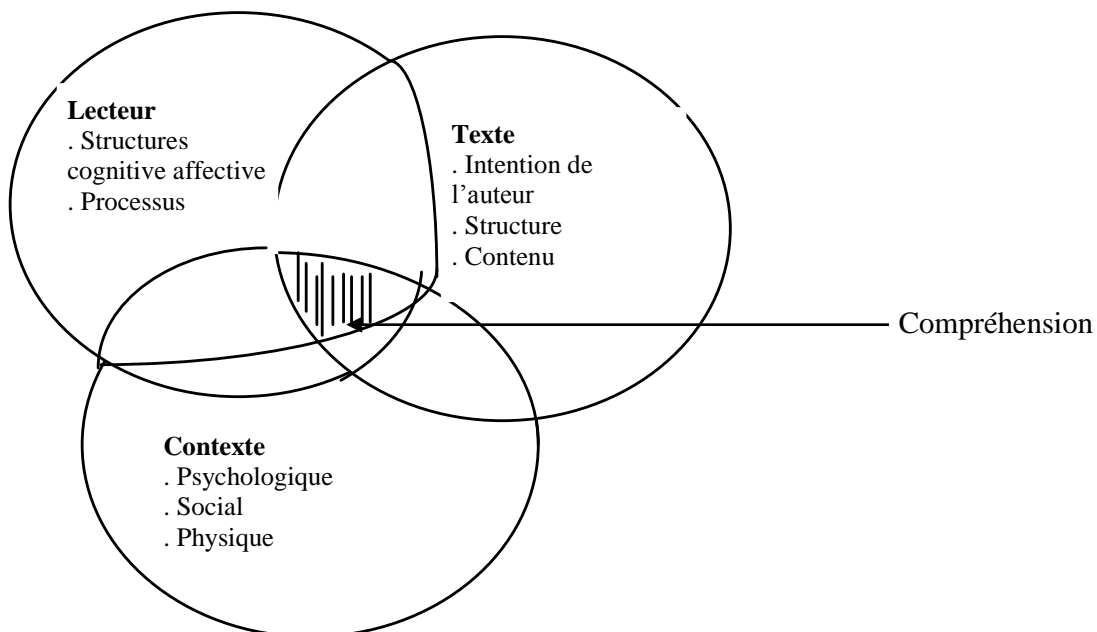 Lecteur
. Structures
cognitive affective
. Processus
Texte
. Intention de
l’auteur
. Structure
. Contenu
Compréhension
Contexte
. Psychologique
. Social
. Physique